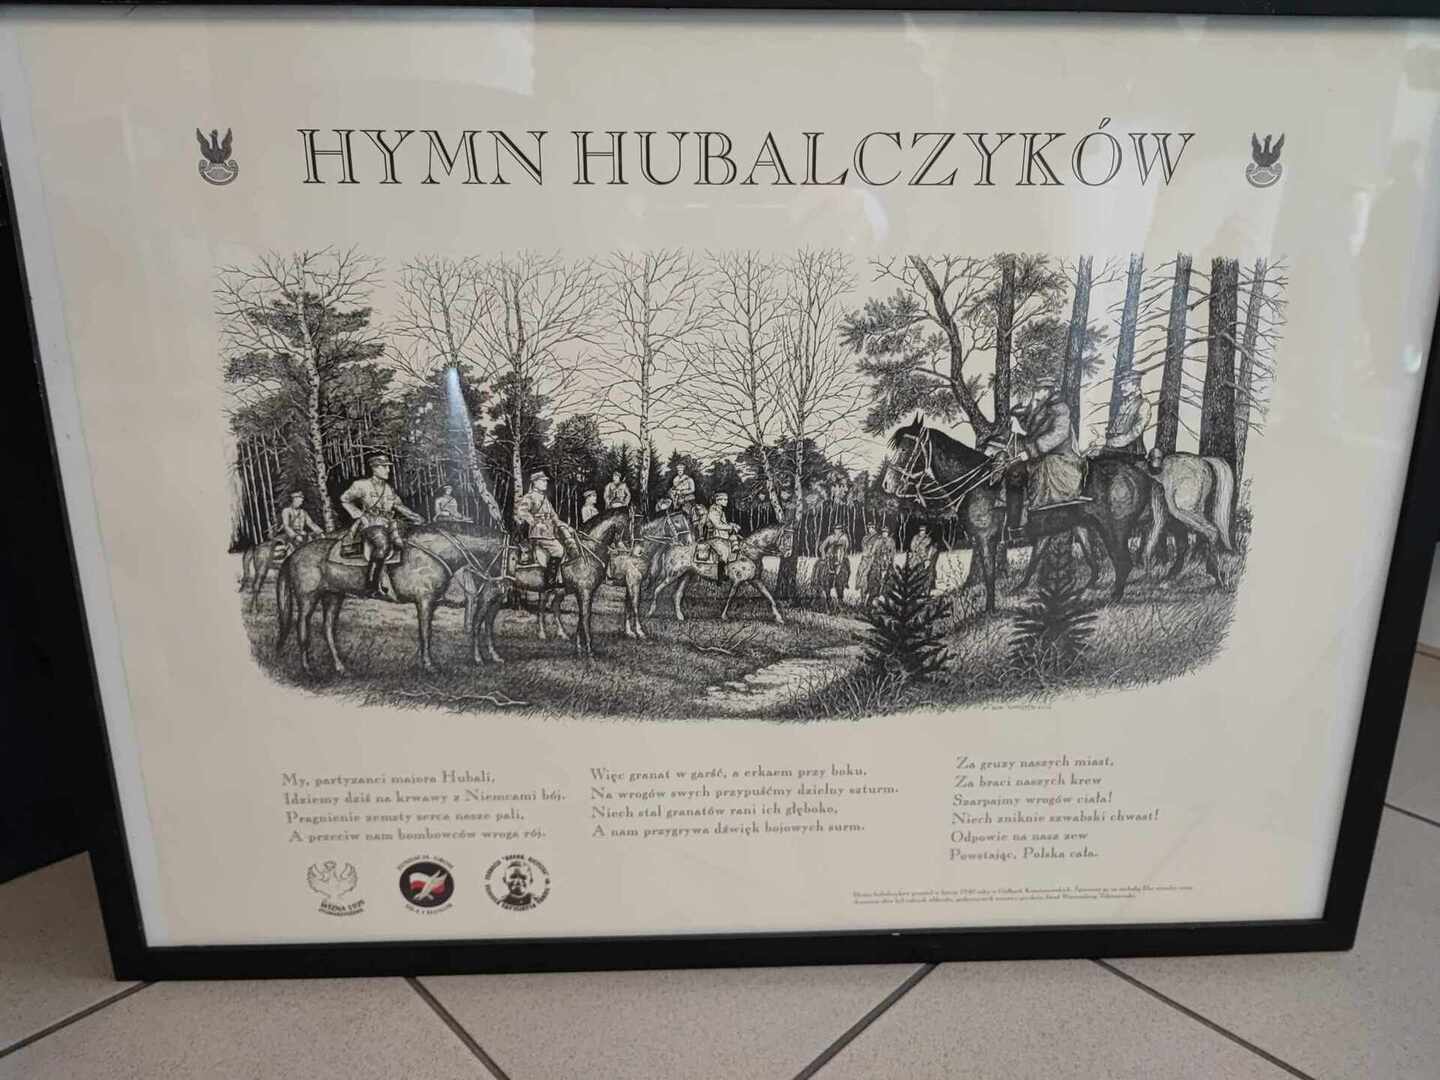 HYMN HUBALCZYKÓW
My, partyzanci majora Hubali,
Idziemy dziś na krwawy z Niemcami bój.
Pragnienie zemsty serca nasze pali,
A przeciw nam bombowców wroga rój.
Więc granat w garść, a erkaem przy boku,
Na wrogów swych przypuśćmy dzielny szturm.
Niech stal granatów rani ich głęboko,
A nam przygrywa dźwięk bojowych surm.
Za gruzy naszych miast,
Za braci naszych krew
Szarpajmy wrogów ciała!
Niech zniknie szwabski chwast!
Odpowie na nasz zew
Powstając, Polska cała.
WIZNA 1939